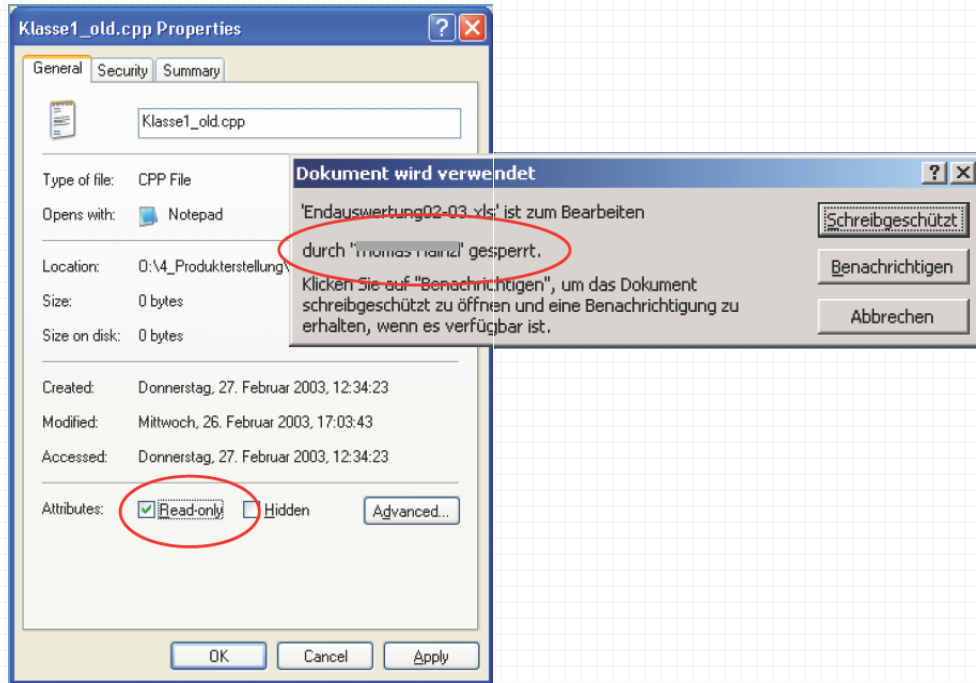 Klasse1_old.cpp Properties
General Security Summary
Klasse1_old.cpp
Type of file: CPP File
Opens with: Notepad
Location: O:\4_Produkterstellung\
Size: 0 bytes
Size on disk: 0 bytes
Created: Donnerstag, 27. Februar 2003, 12:34:23
Modified: Mittwoch, 26. Februar 2003, 17:03:43
Accessed: Donnerstag, 27. Februar 2003, 12:34:23
Attributes: Read-only Hidden Advanced...
OK Cancel Apply
Dokument wird verwendet
'Endauswertung02-03.xls' ist zum Bearbeiten
durch '' gesperrt.
Klicken Sie auf "Benachrichtigen", um das Dokument
schreibgeschützt zu öffnen und eine Benachrichtigung zu
erhalten, wenn es verfügbar ist.
Schreibgeschützt
Benachrichtigen
Abbrechen